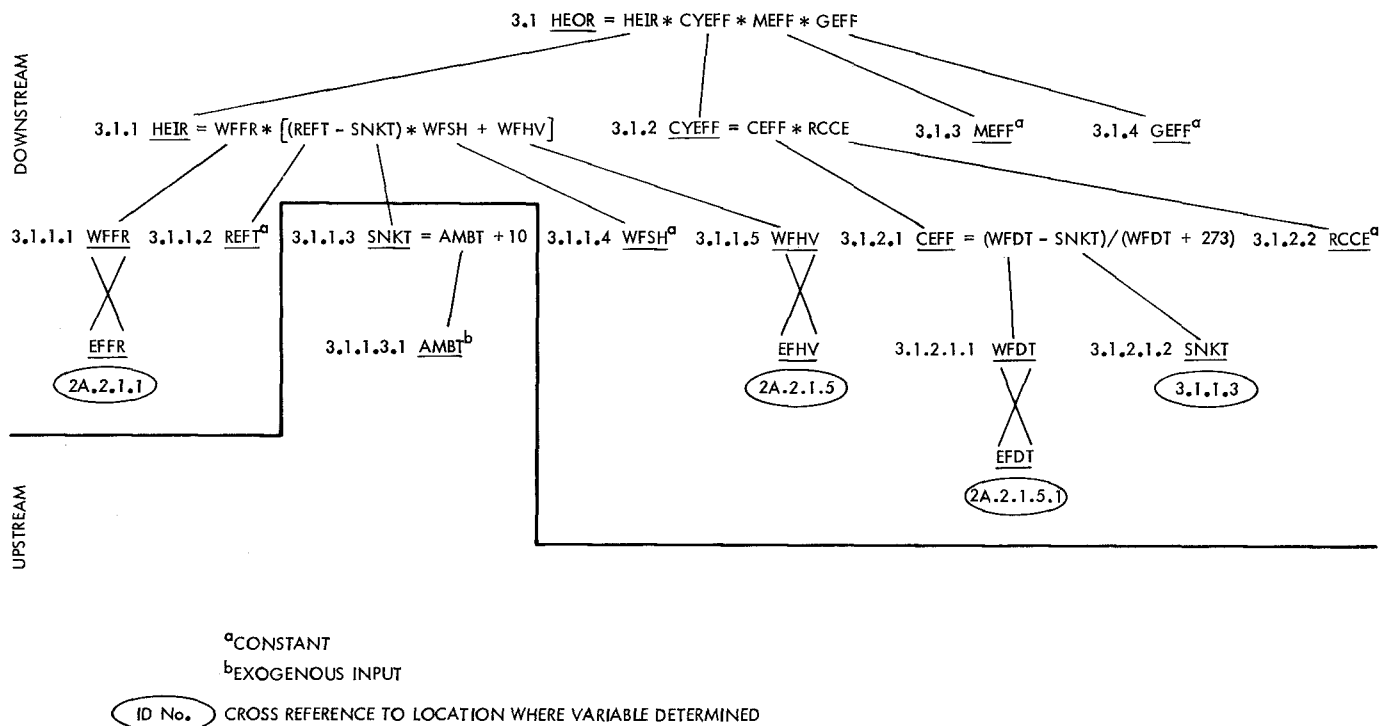 3.1 HEOR = HEIR * CYEFF * MEFF * GEFF
DOWNSTREAM
3.1.1 HEIR = WFFR * [(REFT – SNKT) * WFSH + WFHV]
3.1.2 CYEFF = CEFF * RCCE
3.1.3 MEFFᵃ
3.1.4 GEFFᵃ
3.1.1.1 WFFR
3.1.1.2 REFTᵃ
3.1.1.3 SNKT = AMBT +10
3.1.1.4 WFSHᵃ
3.1.1.5 WFHV
3.1.2.1 CEFF = (WFDT – SNKT)/(WFDT + 273)
3.1.2.2 RCCEᵃ
EFFR
2A.2.1.1
3.1.1.3.1 AMBTᵇ
EFHV
2A.2.1.5
3.1.2.1.1 WFDT
3.1.2.1.2 SNKT
3.1.1.3
EFDT
2A.2.1.5.1
UPSTREAM
ᵃCONSTANT
ᵇEXOGENOUS INPUT
ID No. CROSS REFERENCE TO LOCATION WHERE VARIABLE DETERMINED